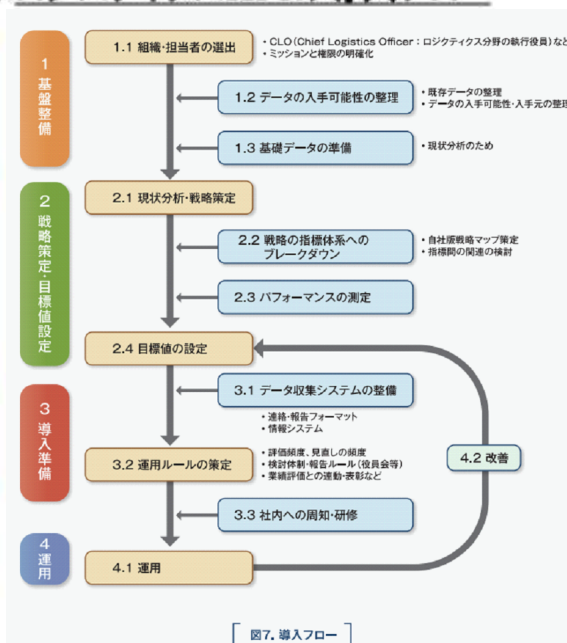 1 基盤整備
1.1 組織・担当者の選出
・CLO(Chief Logistics Officer:ロジクティクス分野の執行役員)など
・ミッションと権限の明確化
1.2 データの入手可能性の整理
・既存データの整理
・データの入手可能性・入手元の整理
1.3 基礎データの準備
・現状分析のため
2 戦略策定・目標値設定
2.1 現状分析・戦略策定
2.2 戦略の指標体系への
ブレークダウン
・自社版戦略マップ策定
・指標間の関連の検討
2.3 パフォーマンスの測定
2.4 目標値の設定
3 導入準備
3.1 データ収集システムの整備
・連絡・報告フォーマット
・情報システム
3.2 運用ルールの策定
・評価頻度、見直しの頻度
・検討体制・報告ルール(役員会等)
・業績評価との連動・表彰など
4.2 改善
3.3 社内への周知・研修
4 運用
4.1 運用
図7. 導入フロー